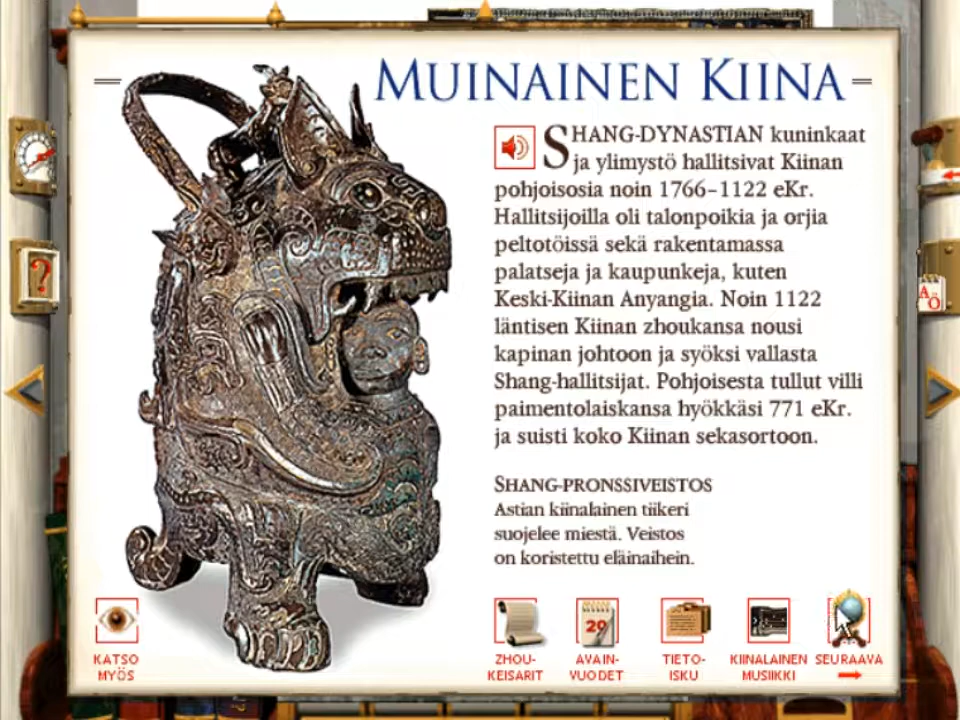 MUINAINEN KIINA
SHANG-DYNASTIAN kuninkaat
ja ylimystö hallitsivat Kiinan
pohjoisosia noin 1766–1122 eKr.
Hallitsijoilla oli talonpoikia ja orjia
peltotöissä sekä rakentamassa
palatseja ja kaupunkeja, kuten
Keski-Kiinan Anyangia. Noin 1122
läntisen Kiinan zhoukansa nousi
kapinan johtoon ja syöksi vallasta
Shang-hallitsijat. Pohjoisesta tullut villi
paimentolaiskansa hyökkäsi 771 eKr.
ja suisti koko Kiinan sekasortoon.
SHANG-PRONSSIVEISTOS
Astian kiinalainen tiikeri
suojelee miestä. Veistos
on koristettu eläinaihein.
?
A
Ö
29
KATSO
MYÖS
ZHOU-
KEISARIT
AVAIN-
VUODET
TIETO-
ISKU
KIINALAINEN
MUSIIKKI
SEURAAVA